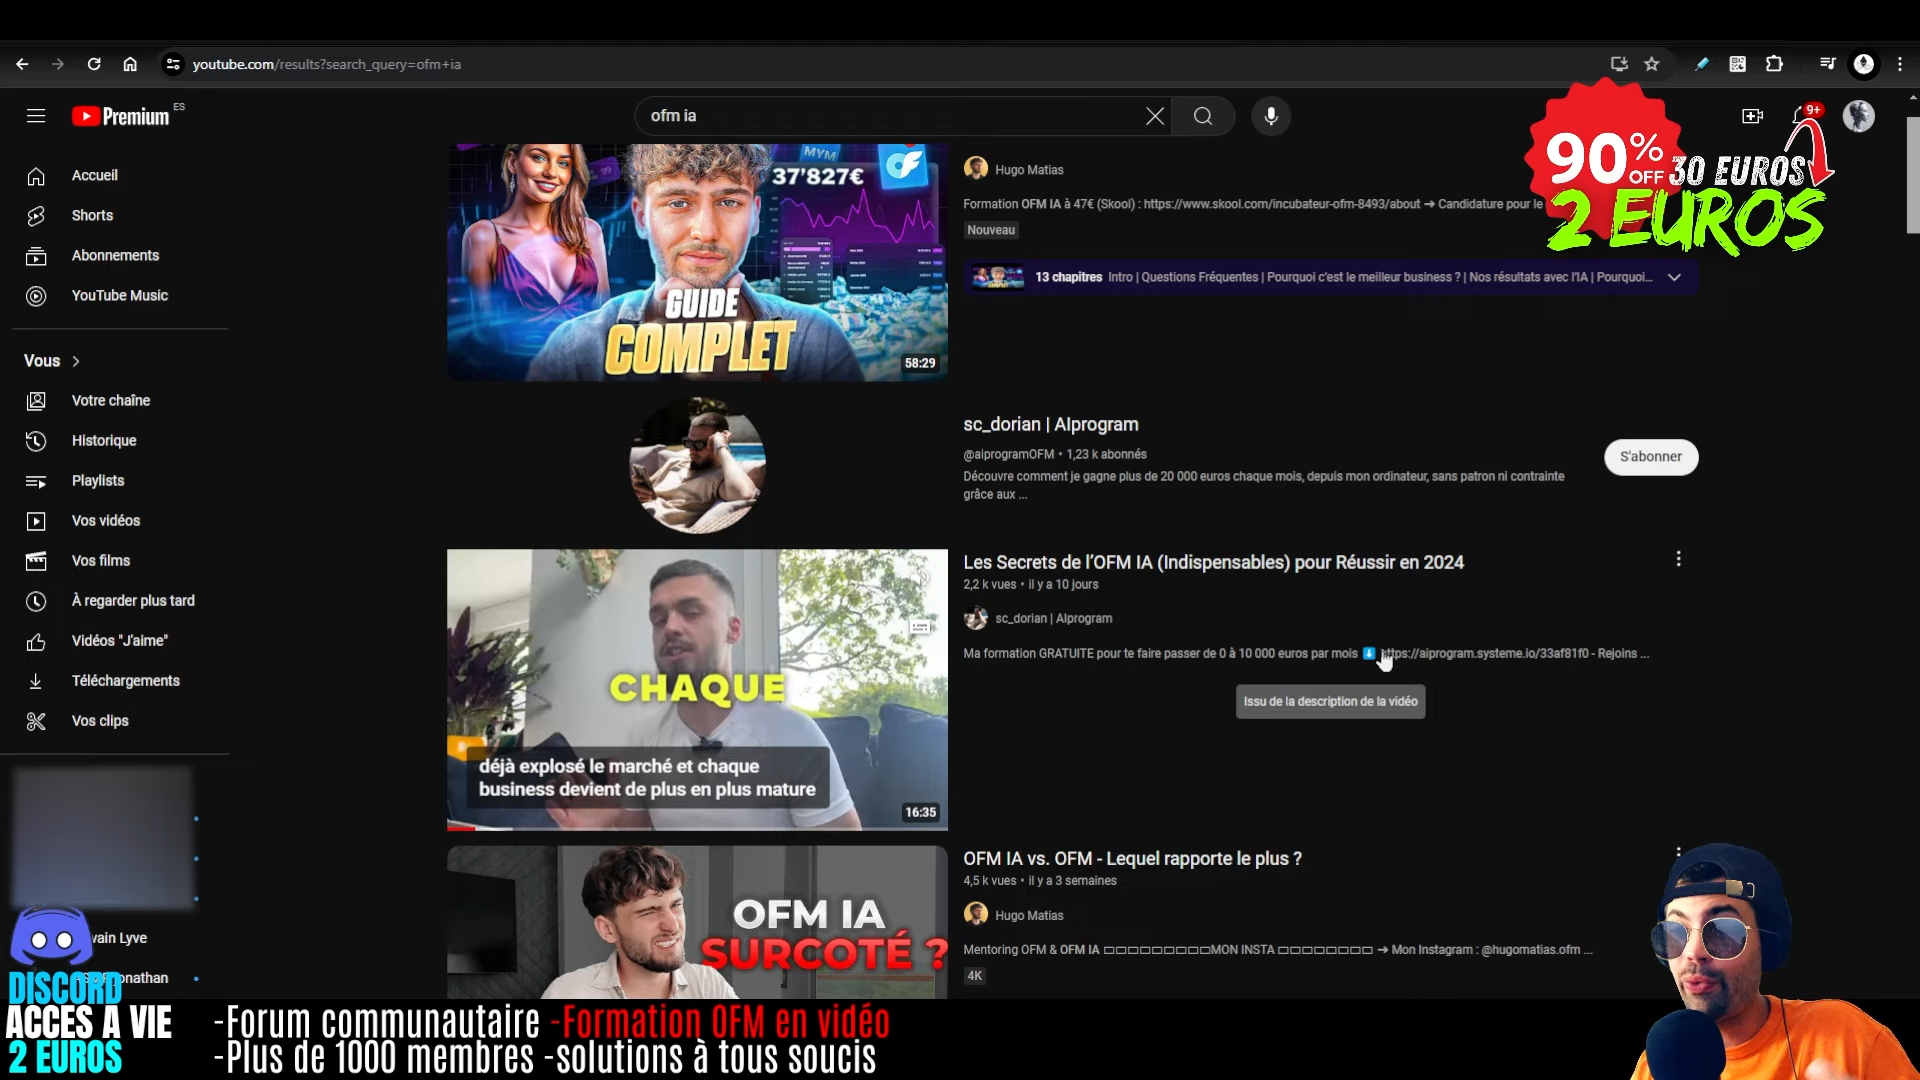 youtube.com/results?search_query=ofm+ia
Premium
ES
ofm ia
9+
90% OFF
30 EUROS
2 EUROS
Accueil
Shorts
Abonnements
YouTube Music
Vous
Votre chaîne
Historique
Playlists
Vos vidéos
Vos films
À regarder plus tard
Vidéos "J'aime"
Téléchargements
Vos clips
MVM
37'827€
GUIDE
COMPLET
58:29
Hugo Matias
Formation OFM IA à 47€ (Skool) : https://www.skool.com/incubateur-ofm-8493/about ➔ Candidature pour le
Nouveau
13 chapitres Intro | Questions Fréquentes | Pourquoi c'est le meilleur business ? | Nos résultats avec l'IA | Pourquoi...
sc_dorian | AIprogram
@aiprogramOFM • 1,23 k abonnés
Découvre comment je gagne plus de 20 000 euros chaque mois, depuis mon ordinateur, sans patron ni contrainte
grâce aux ...
S'abonner
CHAQUE
déjà explosé le marché et chaque
business devient de plus en plus mature
16:35
Les Secrets de l'OFM IA (Indispensables) pour Réussir en 2024
2,2 k vues • il y a 10 jours
sc_dorian | AIprogram
Ma formation GRATUITE pour te faire passer de 0 à 10 000 euros par mois ⬇ https://aiprogram.systeme.io/33af81f0 - Rejoins ...
Issu de la description de la vidéo
OFM IA
SURCOTÉ ?
OFM IA vs. OFM - Lequel rapporte le plus ?
4,5 k vues • il y a 3 semaines
Hugo Matias
Mentoring OFM & OFM IA □□□□□□□□□MON INSTA □□□□□□□□ ➔ Mon Instagram : @hugomatias.ofm ...
4K
vain Lyve
onathan
DISCORD
ACCES A VIE
2 EUROS
-Forum communautaire -Formation OFM en vidéo
-Plus de 1000 membres -solutions à tous soucis